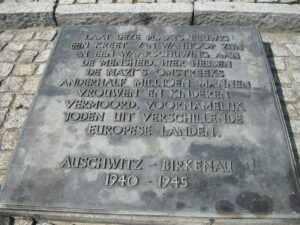 LAAT DEZE PLAATS EEUWIG
EEN KREET VAN WANHOOP ZIJN
EN EEN WAARSCHUWING AAN
DE MENSHEID. HIER HEBBEN
DE NAZI'S OMSTREEKS
ANDERHALF MILLIOEN MANNEN
VROUWEN EN KINDEREN
VERMOORD, VOORNAMELIJK
JODEN UIT VERSCHILLENDE
EUROPESE LANDEN.
AUSCHWITZ - BIRKENAU
1940 - 1945